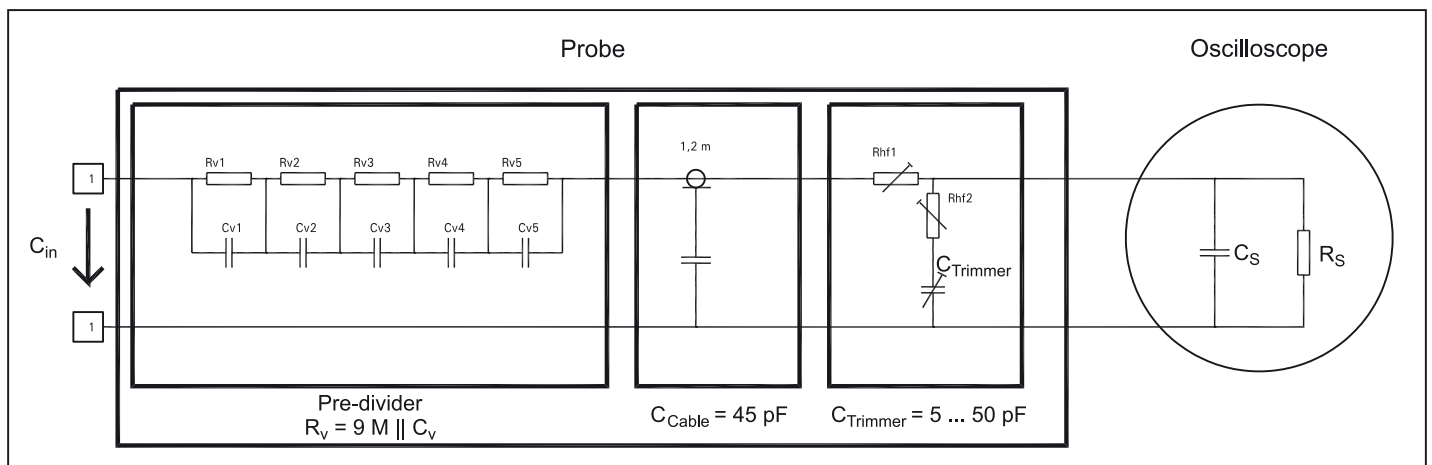 Probe
Oscilloscope
Rv1 Rv2 Rv3 Rv4 Rv5
1,2 m
Rhf1
1
Rhf2
Cv1 Cv2 Cv3 Cv4 Cv5
C_in
C_Trimmer
C_S
R_S
1
Pre-divider
R_v = 9 M || C_v
C_Cable = 45 pF
C_Trimmer = 5 ... 50 pF